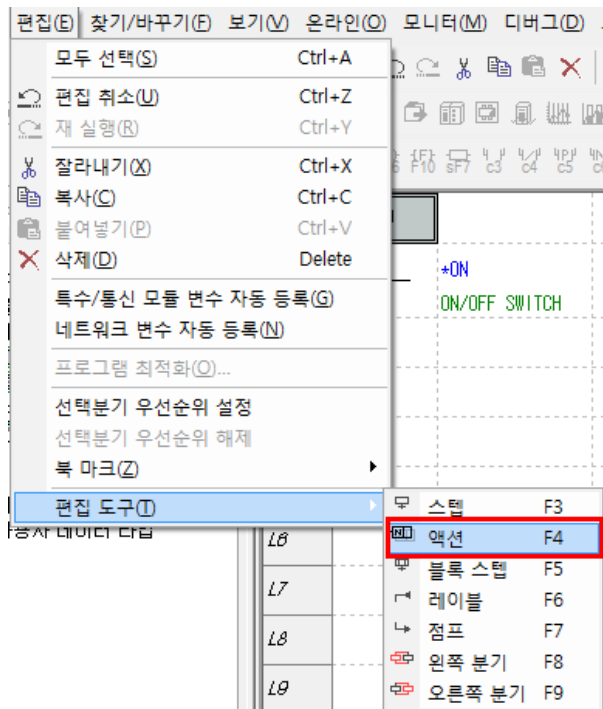 편집(E) 찾기/바꾸기(F) 보기(V) 온라인(O) 모니터(M) 디버그(D)
모두 선택(S) Ctrl+A
편집 취소(U) Ctrl+Z
재 실행(R) Ctrl+Y
잘라내기(X) Ctrl+X
복사(C) Ctrl+C
붙여넣기(P) Ctrl+V
삭제(D) Delete
특수/통신 모듈 변수 자동 등록(G)
네트워크 변수 자동 등록(N)
프로그램 최적화(O)...
선택분기 우선순위 설정
선택분기 우선순위 해제
북 마크(Z)
편집 도구(T)
F10 sF7 c3 c4 c5
*ON
ON/OFF SWITCH
스텝 F3
액션 F4
블록 스텝 F5
레이블 F6
점프 F7
왼쪽 분기 F8
오른쪽 분기 F9
L6
L7
L8
L9